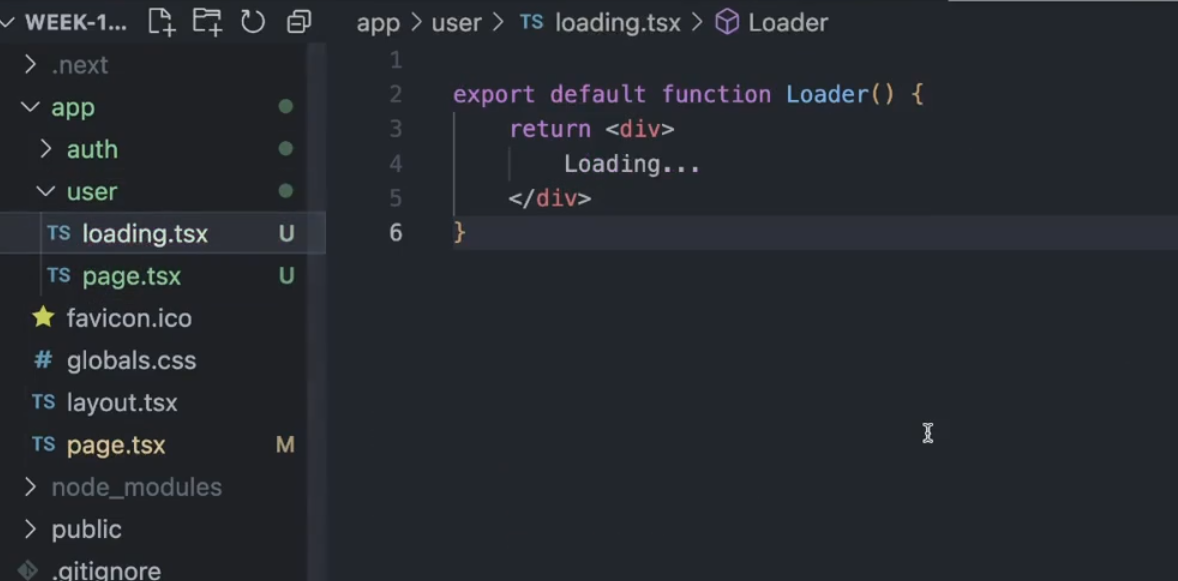 WEEK-1...
.next
app
auth
user
TS loading.tsx U
TS page.tsx U
favicon.ico
# globals.css
TS layout.tsx
TS page.tsx M
node_modules
public
.gitignore
app > user > TS loading.tsx > Loader
1
2 export default function Loader() {
3 return <div>
4 Loading...
5 </div>
6 }